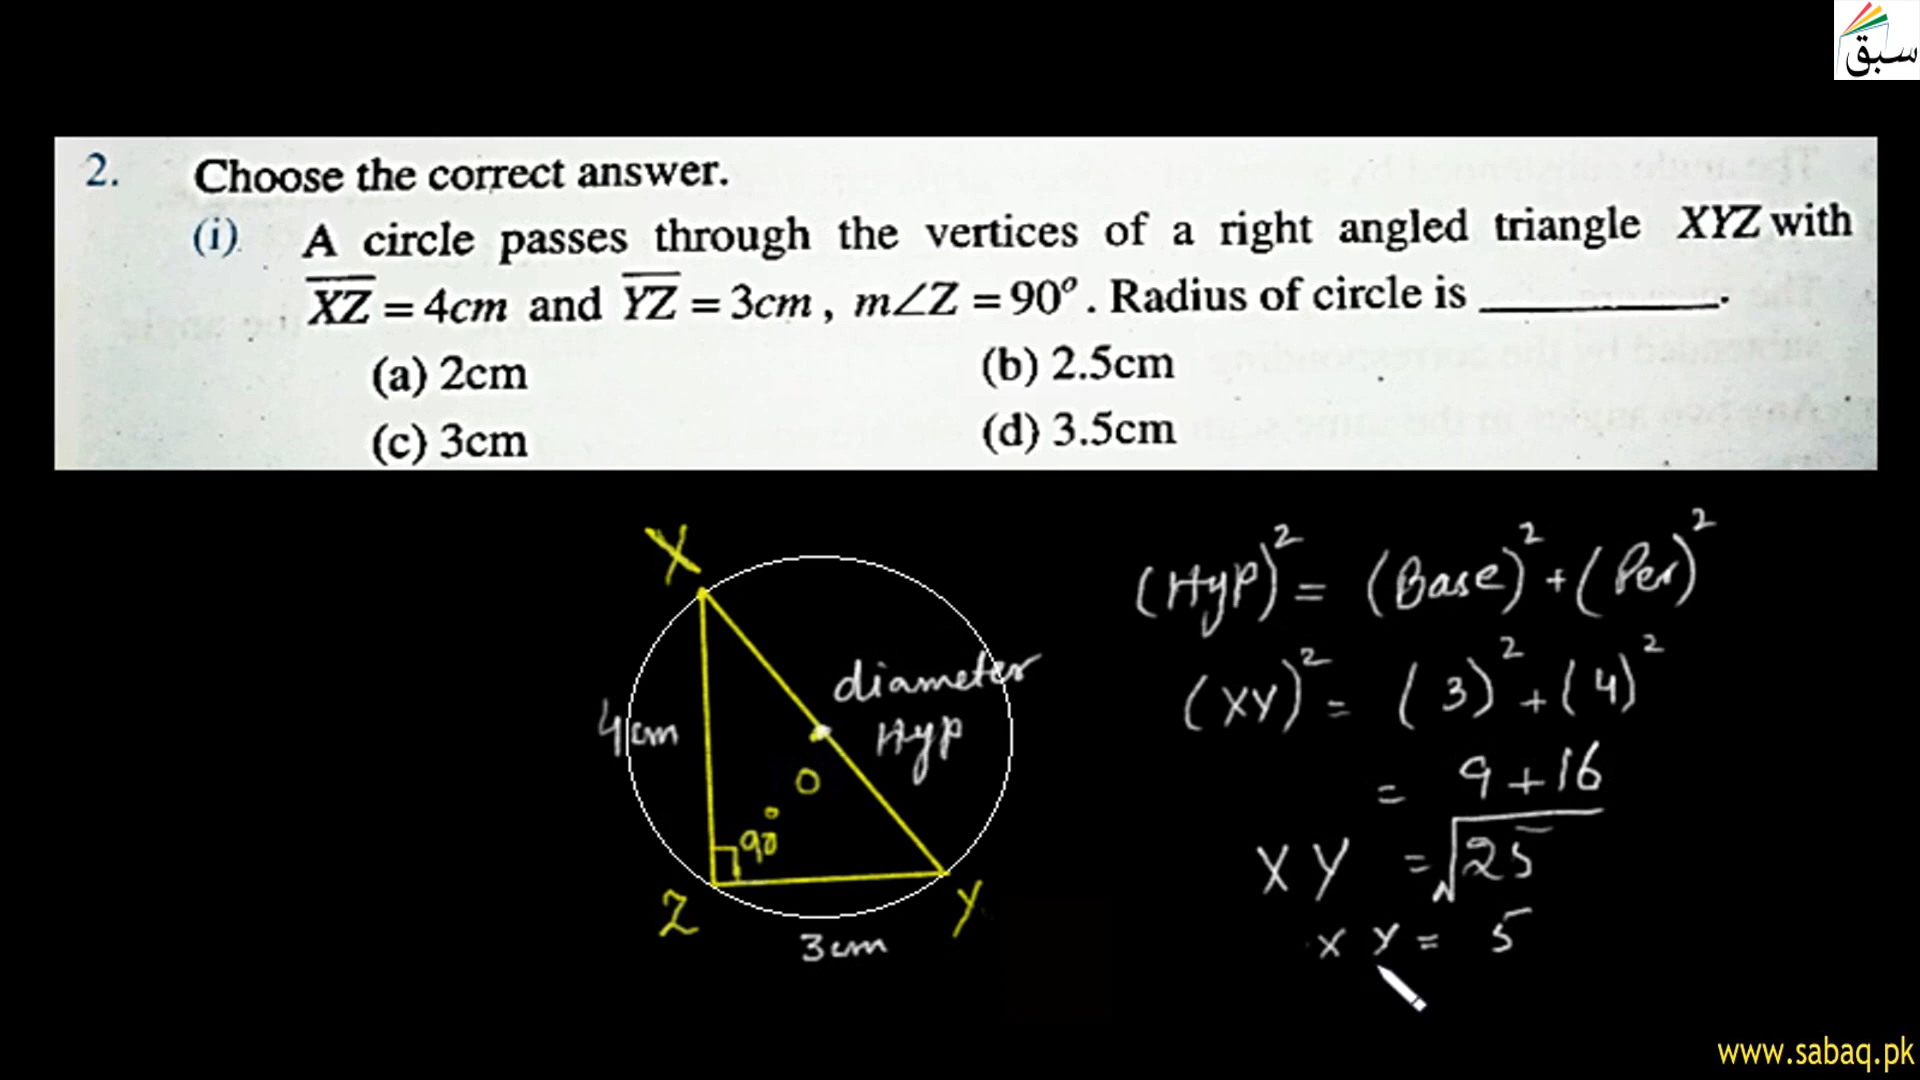 سبق
2. Choose the correct answer.
(i) A circle passes through the vertices of a right angled triangle XYZ with
XZ = 4cm and YZ = 3cm, m∠Z = 90°. Radius of circle is ________.
(a) 2cm (b) 2.5cm
(c) 3cm (d) 3.5cm
X
diameter
Hyp
4cm
O
90°
Z
Y
3cm
(Hyp)² = (Base)² + (Per)²
(XY)² = (3)² + (4)²
= 9 + 16
XY = √25
XY = 5
www.sabaq.pk